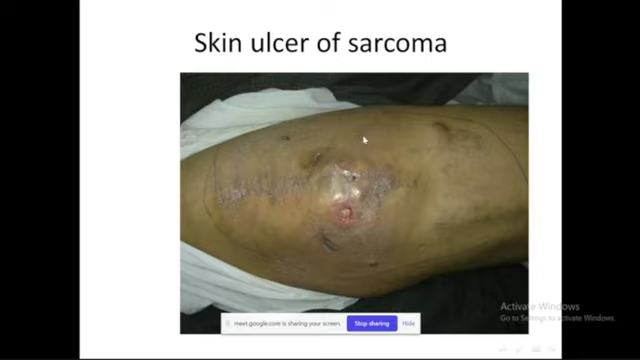 Skin ulcer of sarcoma
Activate Windows
Go to Settings to activate Windows.
meet.google.com is sharing your screen.
Stop sharing
Hide